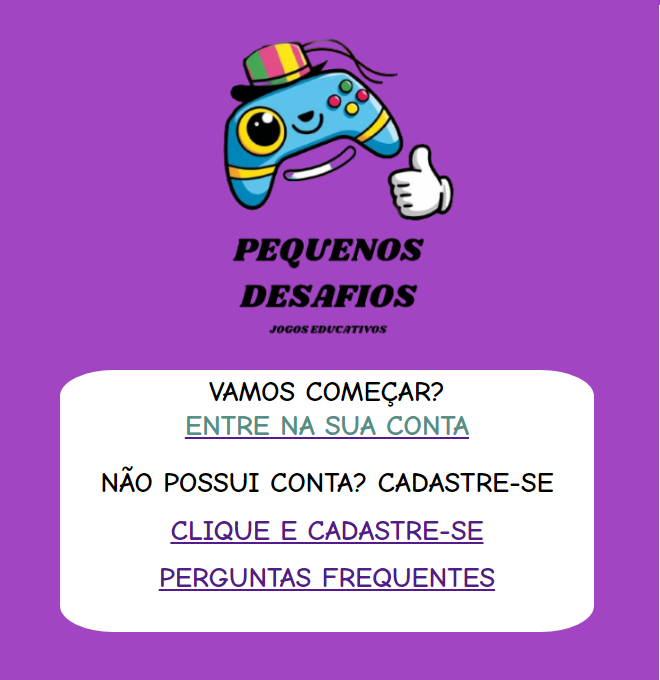 PEQUENOS
DESAFIOS
JOGOS EDUCATIVOS
VAMOS COMEÇAR?
ENTRE NA SUA CONTA
NÃO POSSUI CONTA? CADASTRE-SE
CLIQUE E CADASTRE-SE
PERGUNTAS FREQUENTES